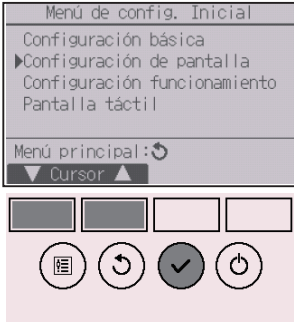 Menú de config. Inicial
Configuración básica
▶Configuración de pantalla
Configuración funcionamiento
Pantalla táctil
Menú principal:↺
▼ Cursor ▲